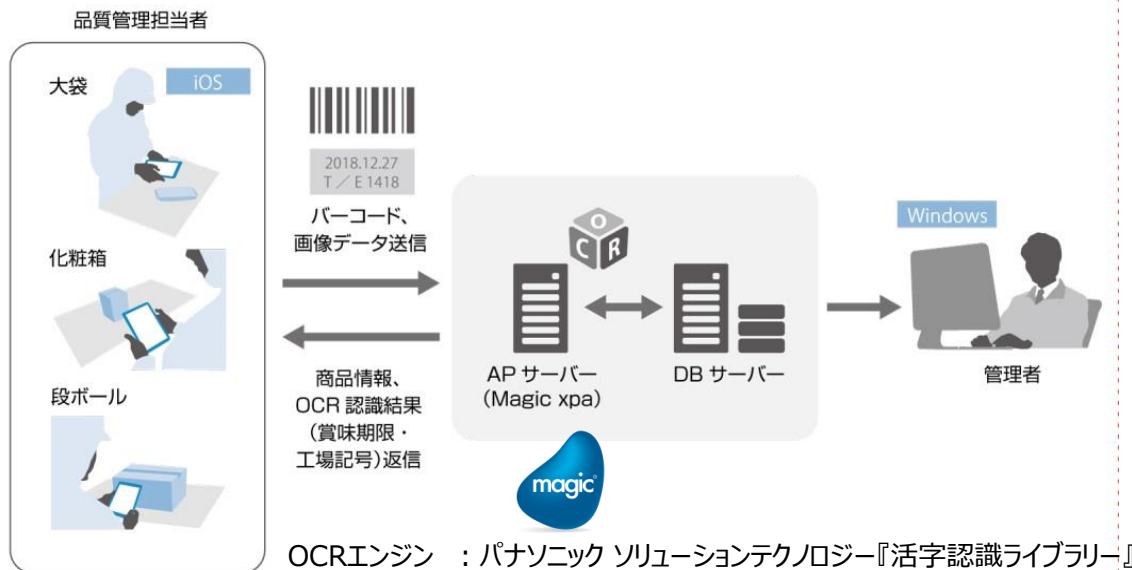 品質管理担当者
大袋
iOS
化粧箱
段ボール
2018.12.27
T／E 1418
バーコード、
画像データ送信
商品情報、
OCR 認識結果
（賞味期限・
工場記号）返信
O
C R
AP サーバー
(Magic xpa)
DB サーバー
magic
Windows
管理者
OCRエンジン ：パナソニック ソリューションテクノロジー『活字認識ライブラリー』